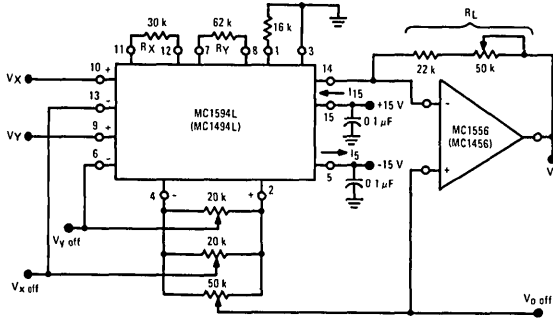 30 k
62 k
16 k
RL
11
RX
12
7
RY
8
1
3
VX
10
+
13
-
VY
9
+
6
-
MC1594L
(MC1494L)
14
I15
15
+15 V
0 1 µF
I5
5
-15 V
0 1 µF
22 k
50 k
-
MC1556
(MC1456)
+
V
4
-
+
2
20 k
20 k
50 k
Vy off
Vx off
Vo off